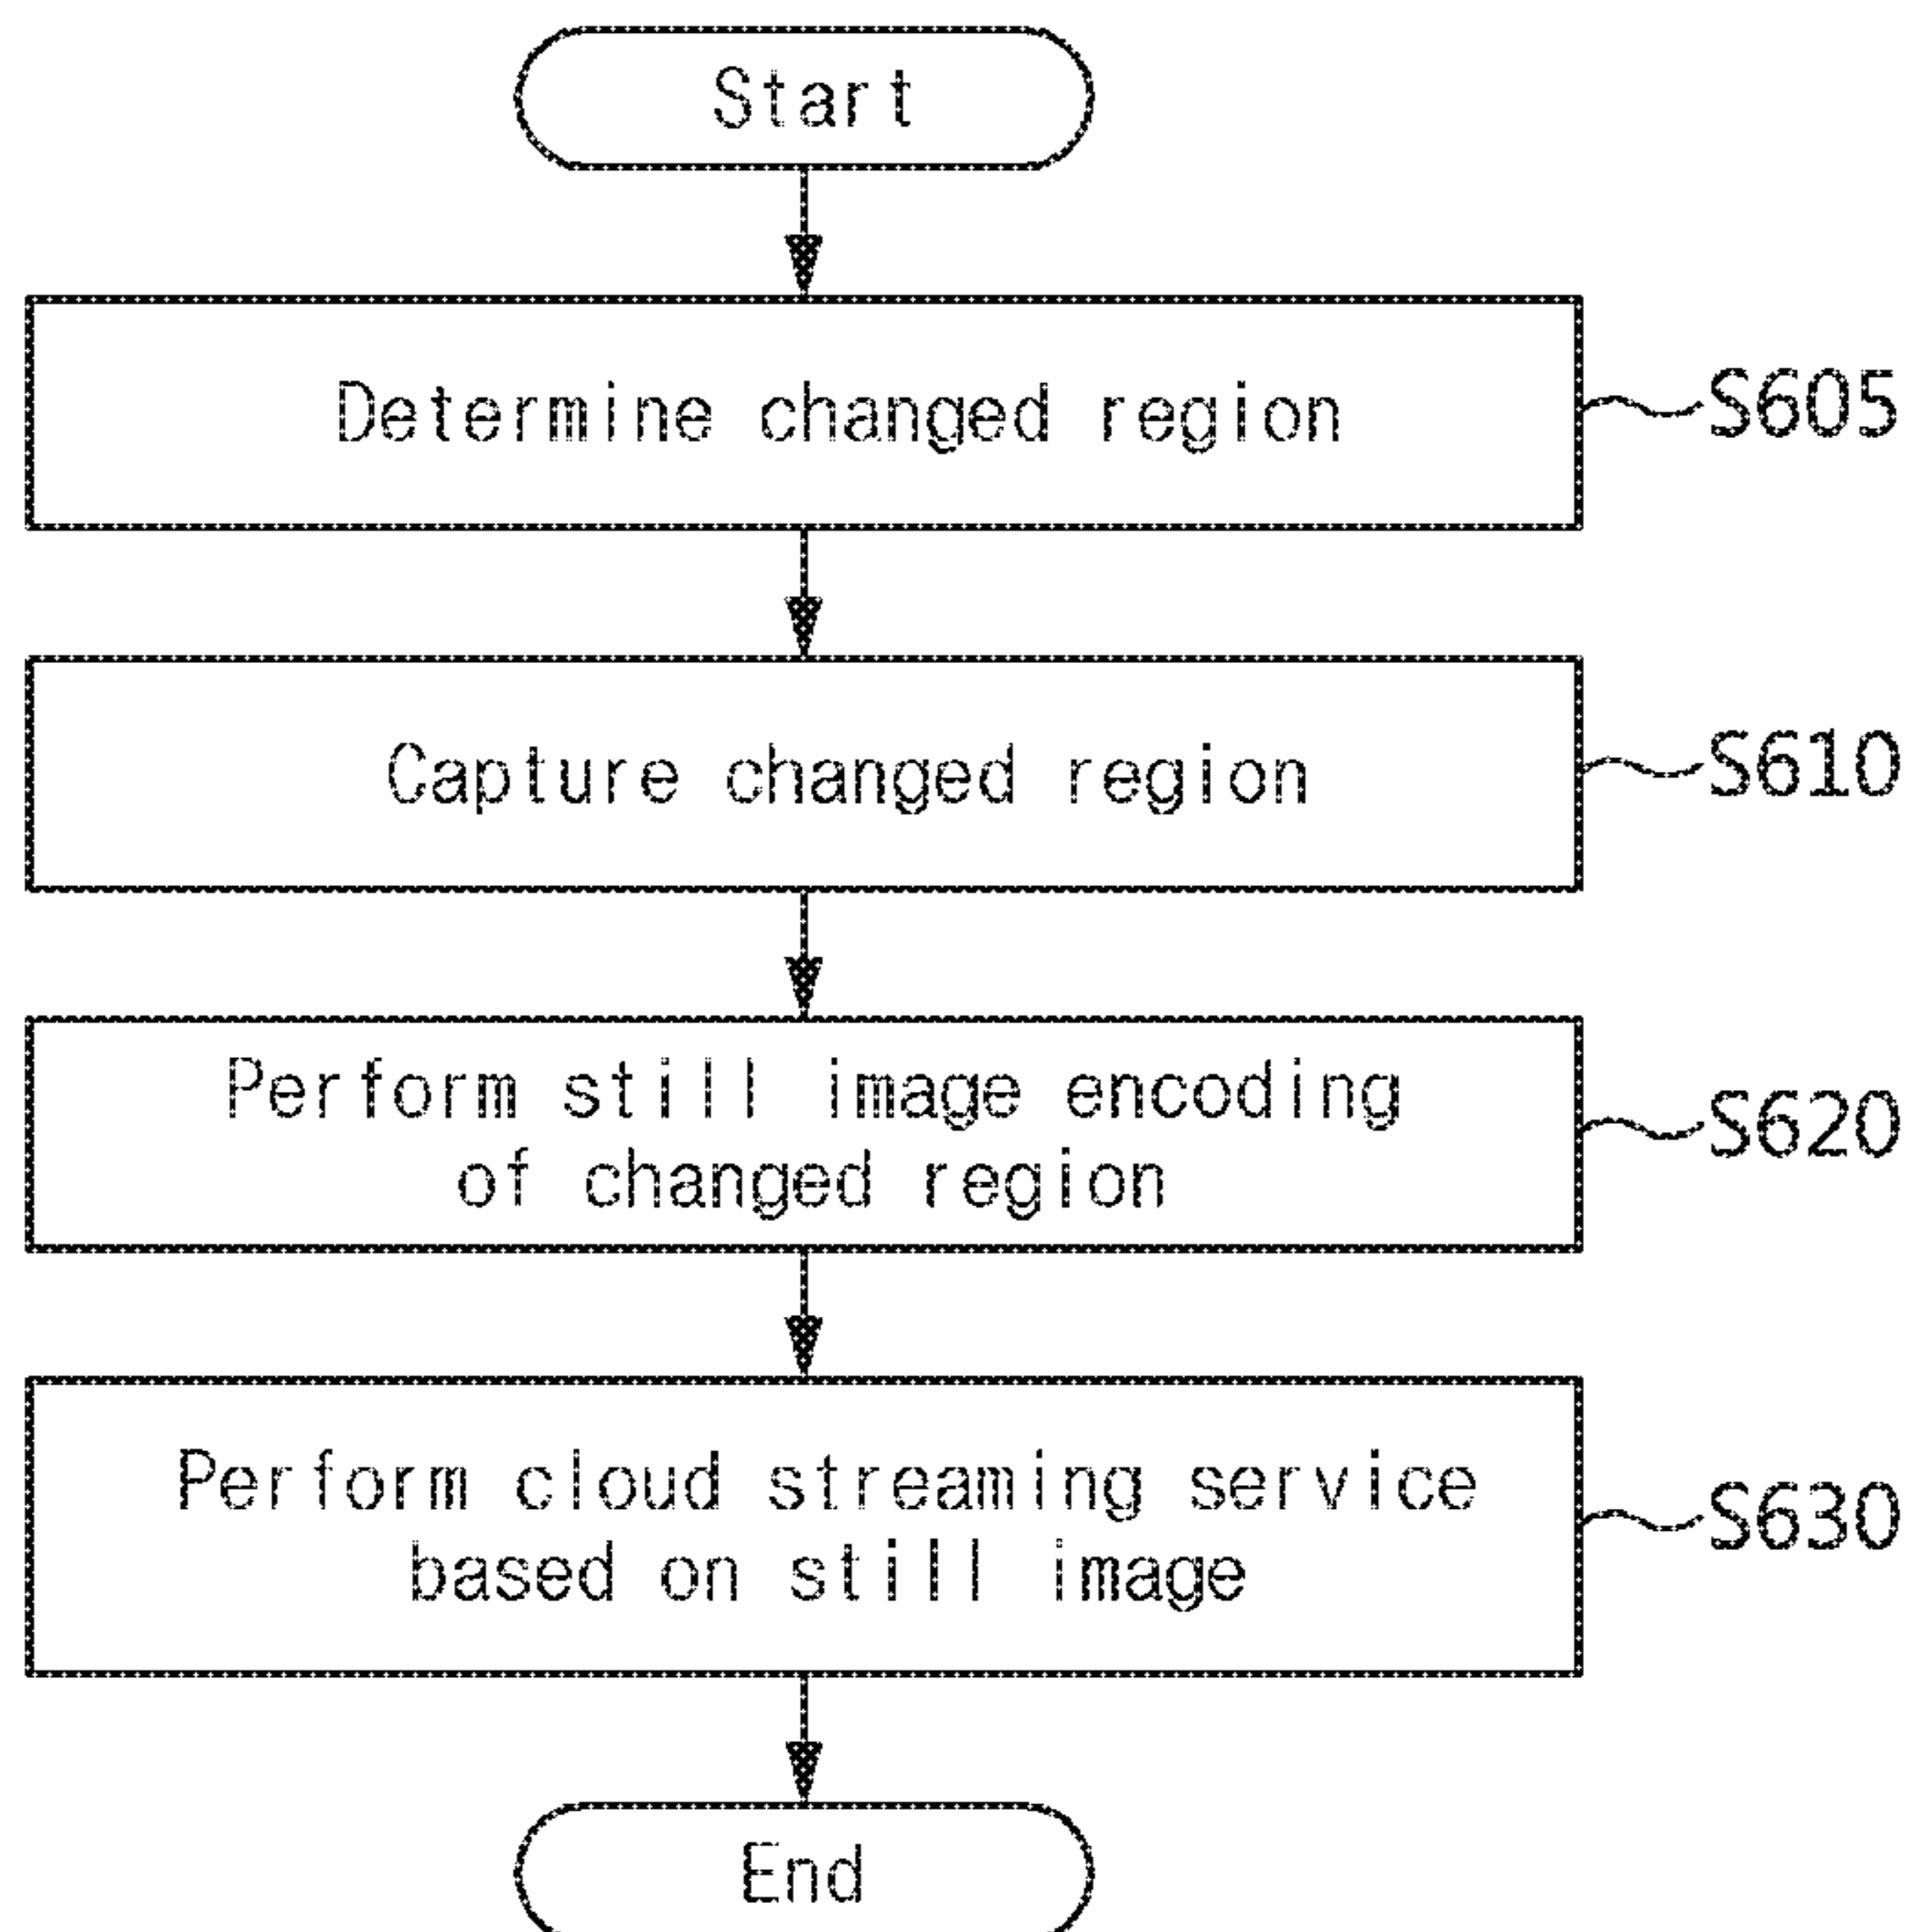 Start
Determine changed region
S605
Capture changed region
S610
Perform still image encoding
of changed region
S620
Perform cloud streaming service
based on still image
S630
End